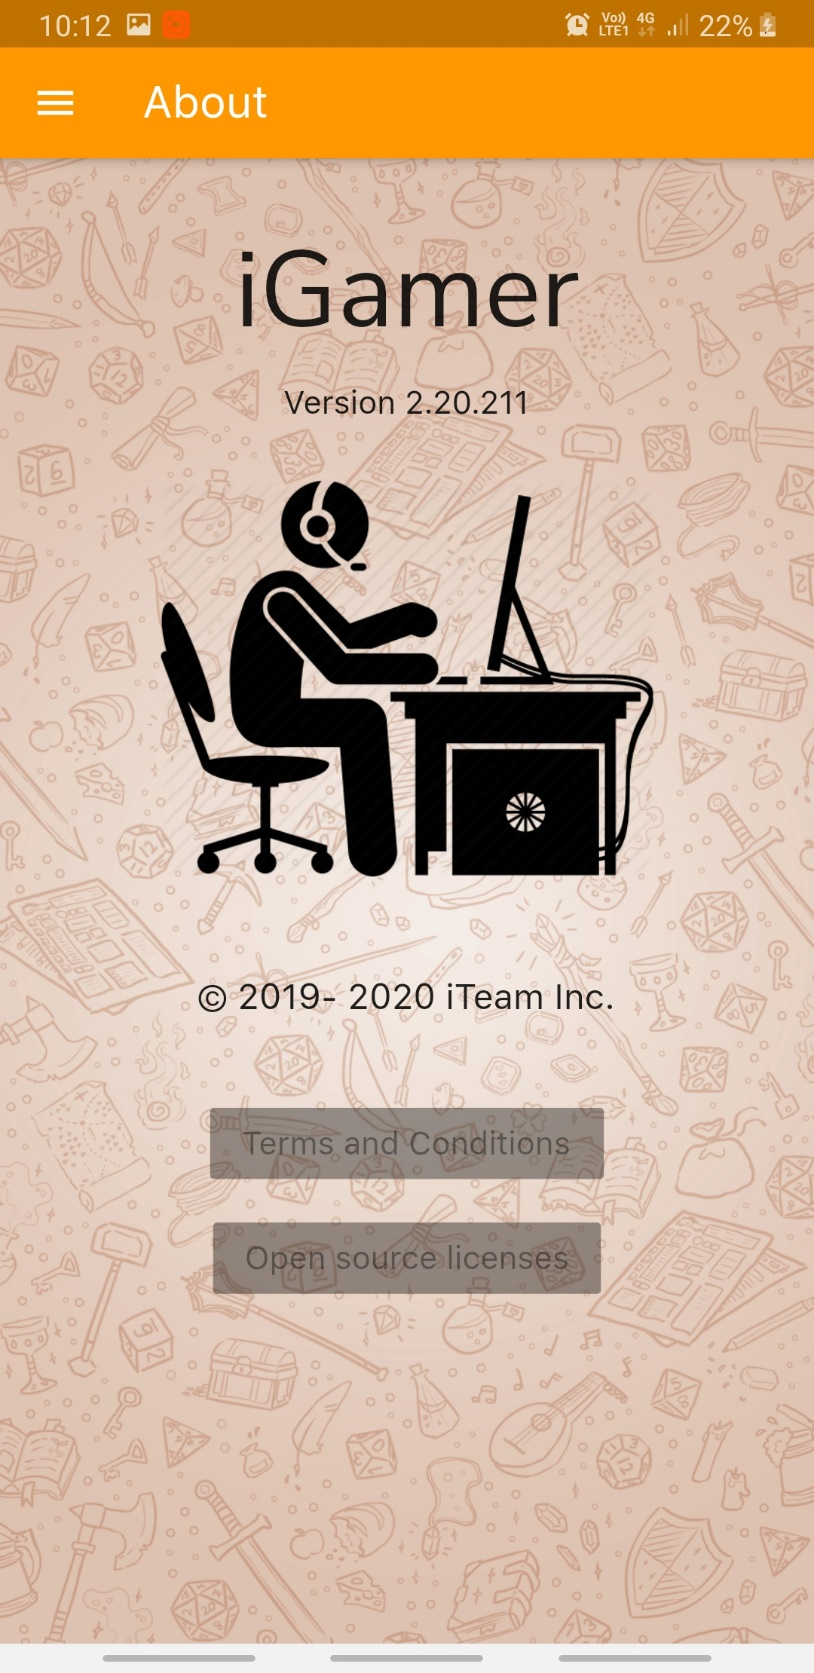 10:12 Vo)) LTE1 4G 22%
About
iGamer
Version 2.20.211
© 2019- 2020 iTeam Inc.
Terms and Conditions
Open source licenses